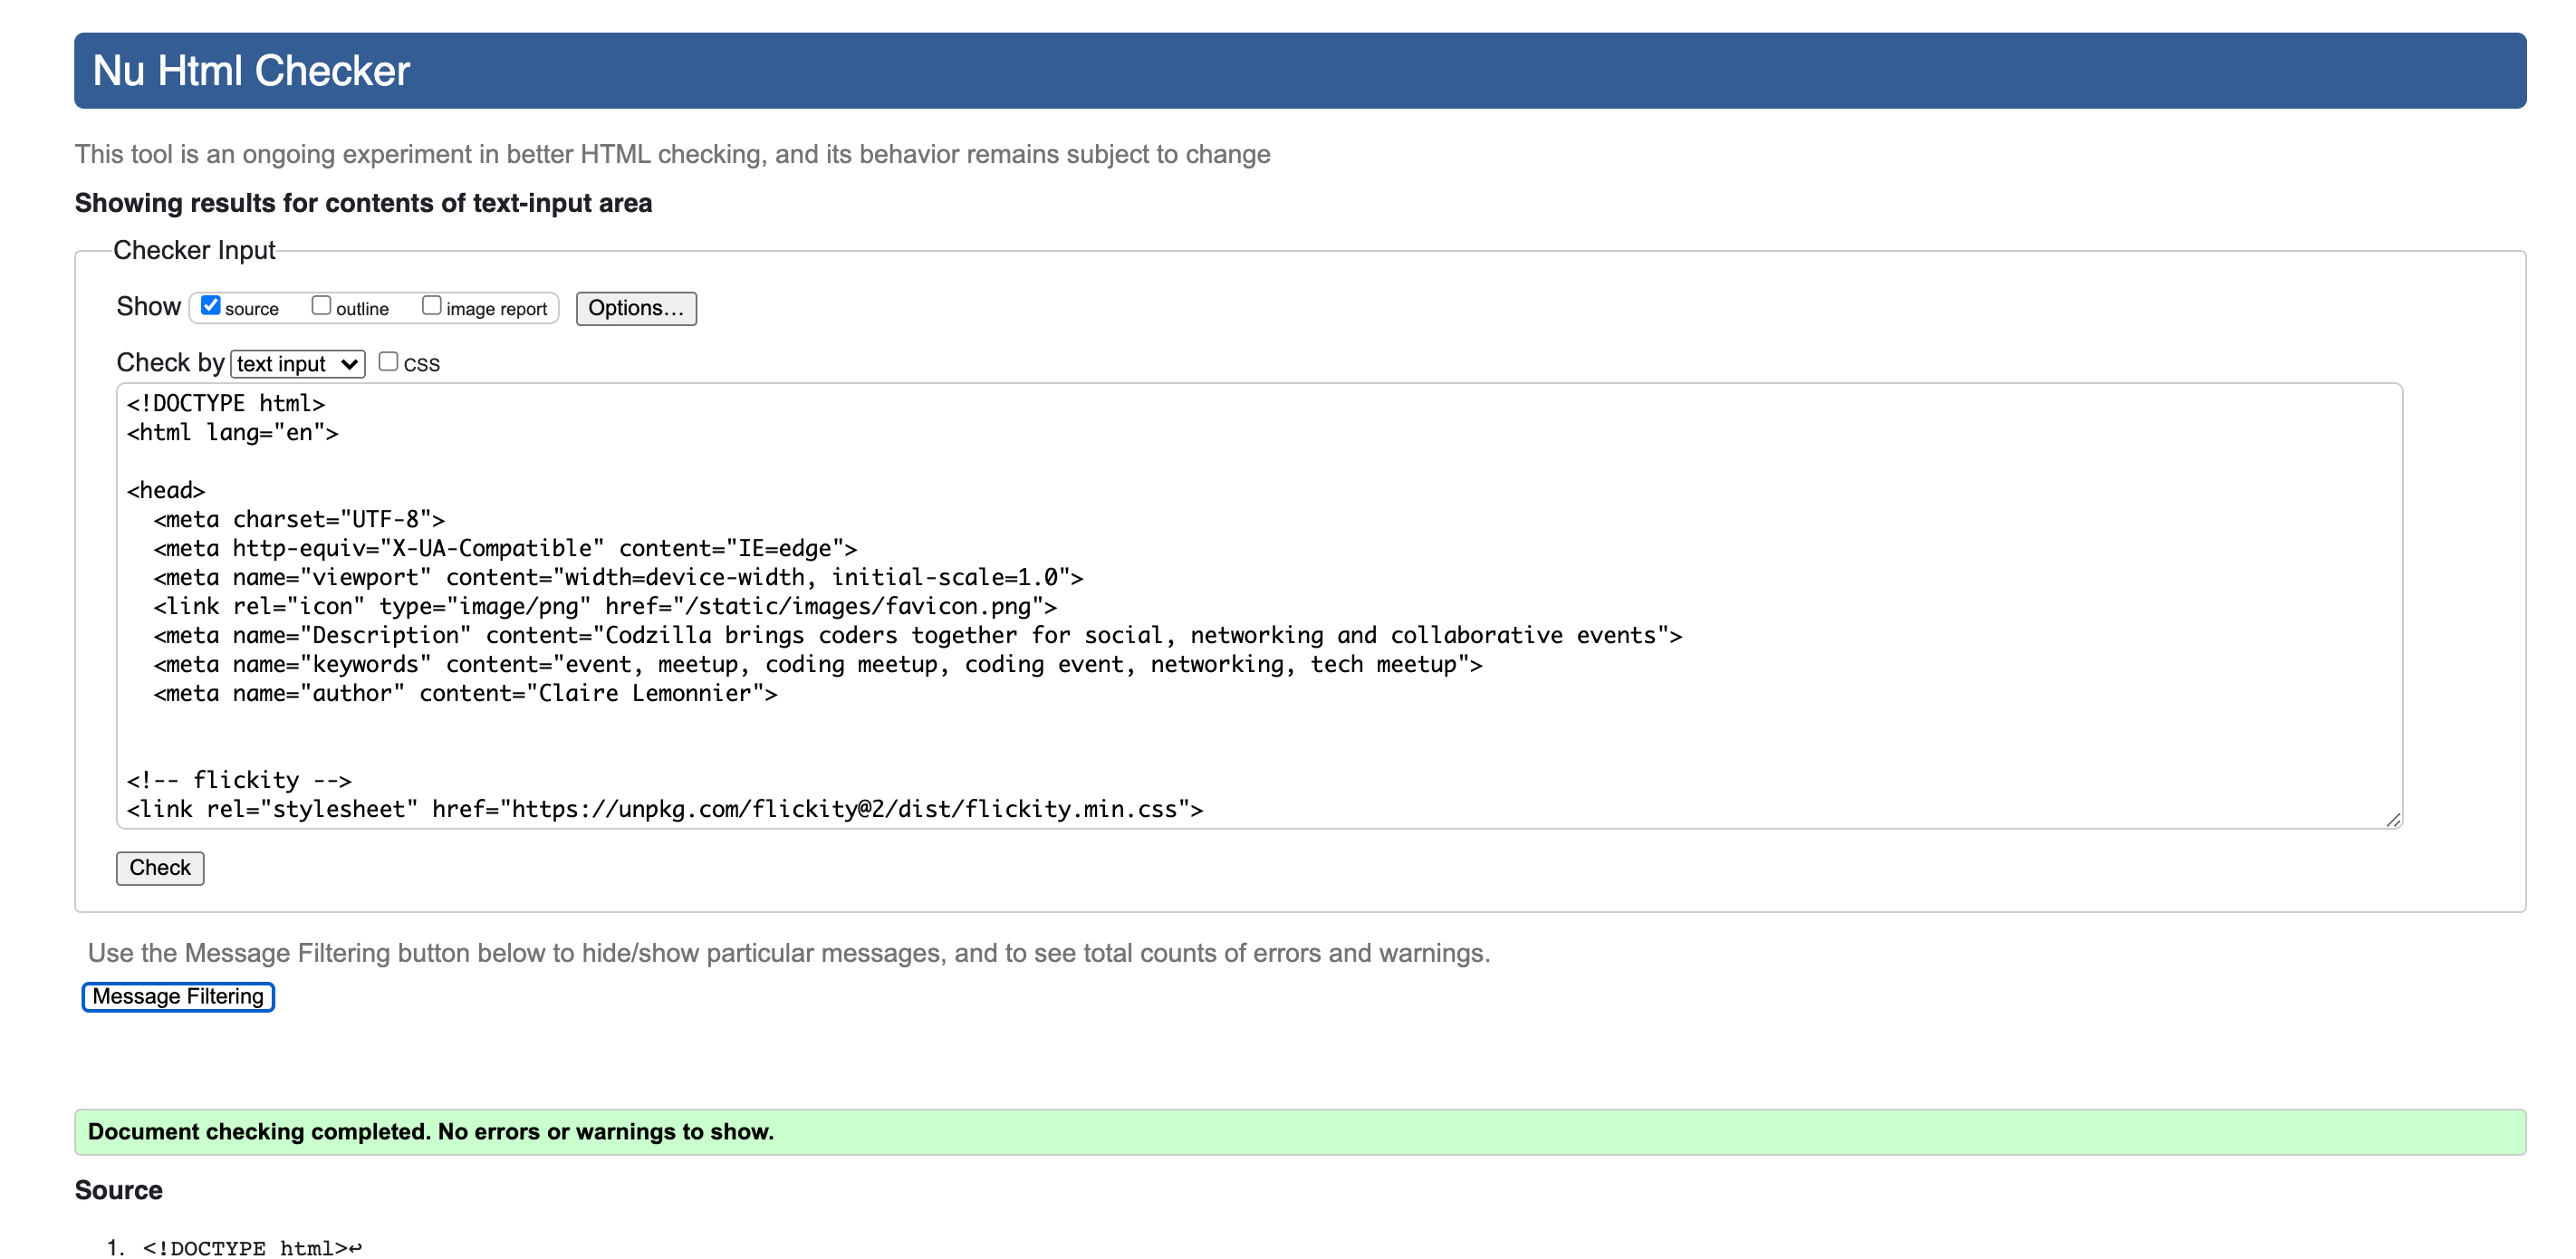 Nu Html Checker
This tool is an ongoing experiment in better HTML checking, and its behavior remains subject to change
Showing results for contents of text-input area
Checker Input
Show source outline image report Options...
Check by text input CSS
<!DOCTYPE html>
<html lang="en">
<head>
  <meta charset="UTF-8">
  <meta http-equiv="X-UA-Compatible" content="IE=edge">
  <meta name="viewport" content="width=device-width, initial-scale=1.0">
  <link rel="icon" type="image/png" href="/static/images/favicon.png">
  <meta name="Description" content="Codzilla brings coders together for social, networking and collaborative events">
  <meta name="keywords" content="event, meetup, coding meetup, coding event, networking, tech meetup">
  <meta name="author" content="Claire Lemonnier">
<!-- flickity -->
<link rel="stylesheet" href="https://unpkg.com/flickity@2/dist/flickity.min.css">
Check
Use the Message Filtering button below to hide/show particular messages, and to see total counts of errors and warnings.
Message Filtering
Document checking completed. No errors or warnings to show.
Source
1. <!DOCTYPE html>↩